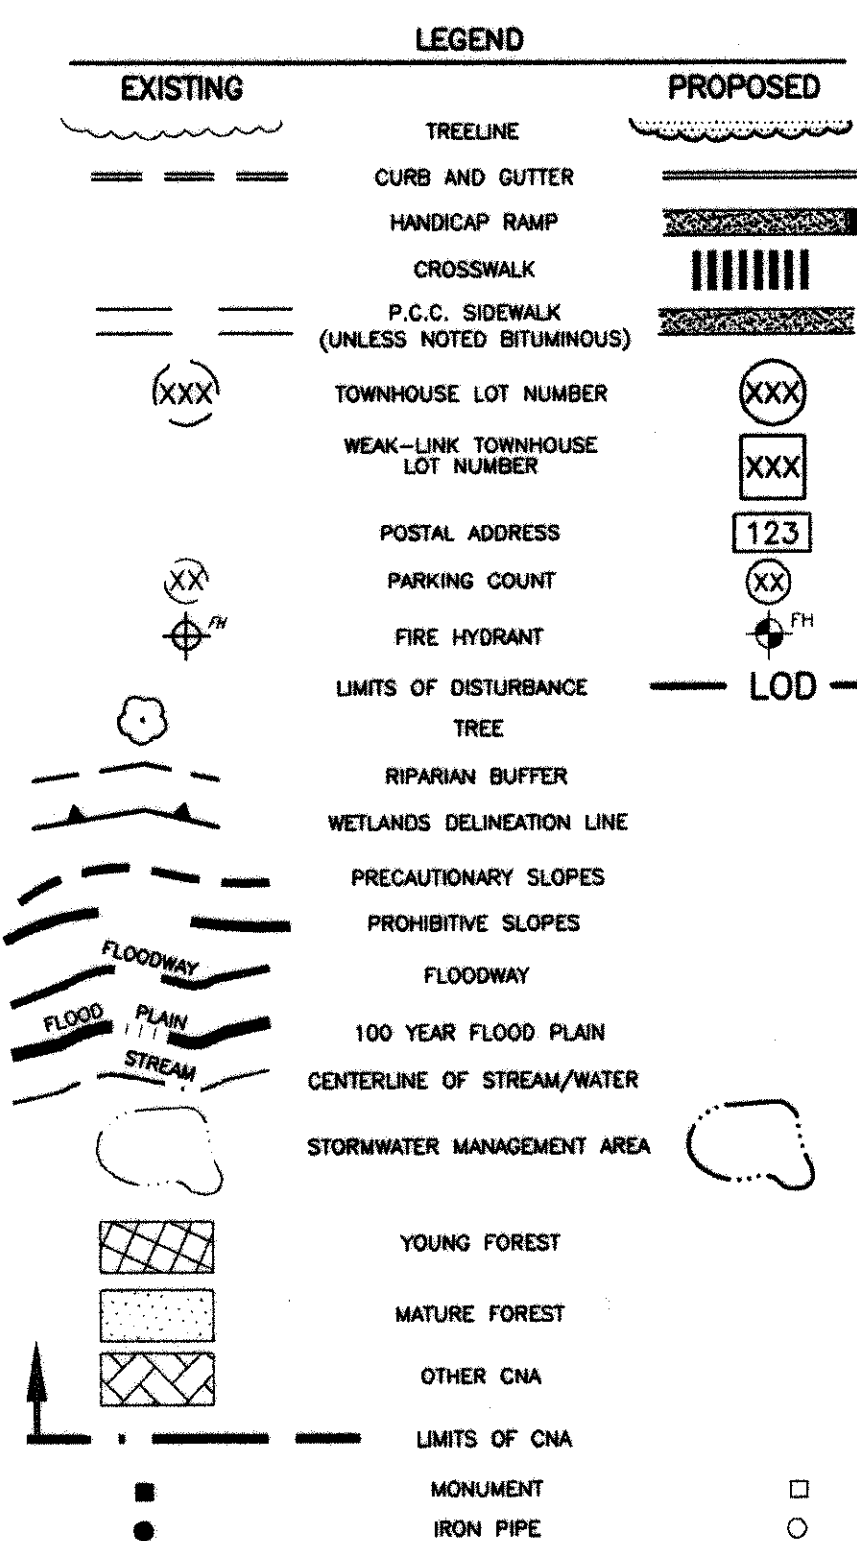 LEGEND
EXISTING PROPOSED
TREELINE
CURB AND GUTTER
HANDICAP RAMP
CROSSWALK
P.C.C. SIDEWALK
(UNLESS NOTED BITUMINOUS)
XXX TOWNHOUSE LOT NUMBER XXX
WEAK-LINK TOWNHOUSE
LOT NUMBER XXX
POSTAL ADDRESS 123
XX PARKING COUNT XX
FH FIRE HYDRANT FH
LIMITS OF DISTURBANCE LOD
TREE
RIPARIAN BUFFER
WETLANDS DELINEATION LINE
PRECAUTIONARY SLOPES
PROHIBITIVE SLOPES
FLOODWAY FLOODWAY
FLOOD PLAIN 100 YEAR FLOOD PLAIN
STREAM CENTERLINE OF STREAM/WATER
STORMWATER MANAGEMENT AREA
YOUNG FOREST
MATURE FOREST
OTHER CNA
LIMITS OF CNA
MONUMENT
IRON PIPE